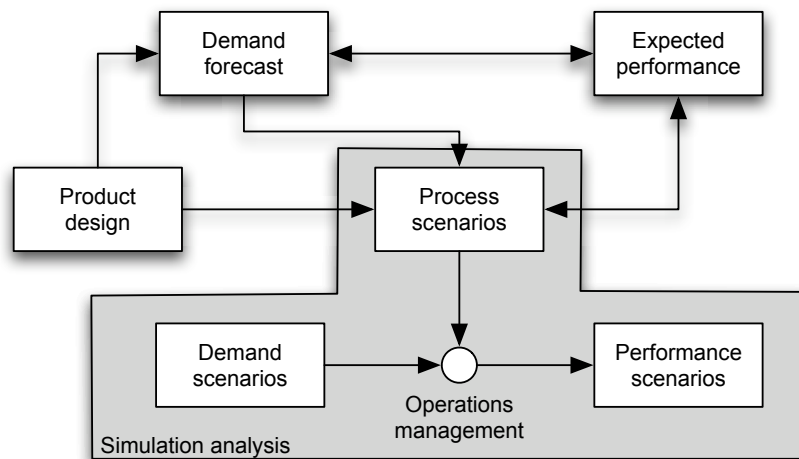 Demand
forecast
Expected
performance
Product
design
Process
scenarios
Demand
scenarios
Performance
scenarios
Operations
management
Simulation analysis